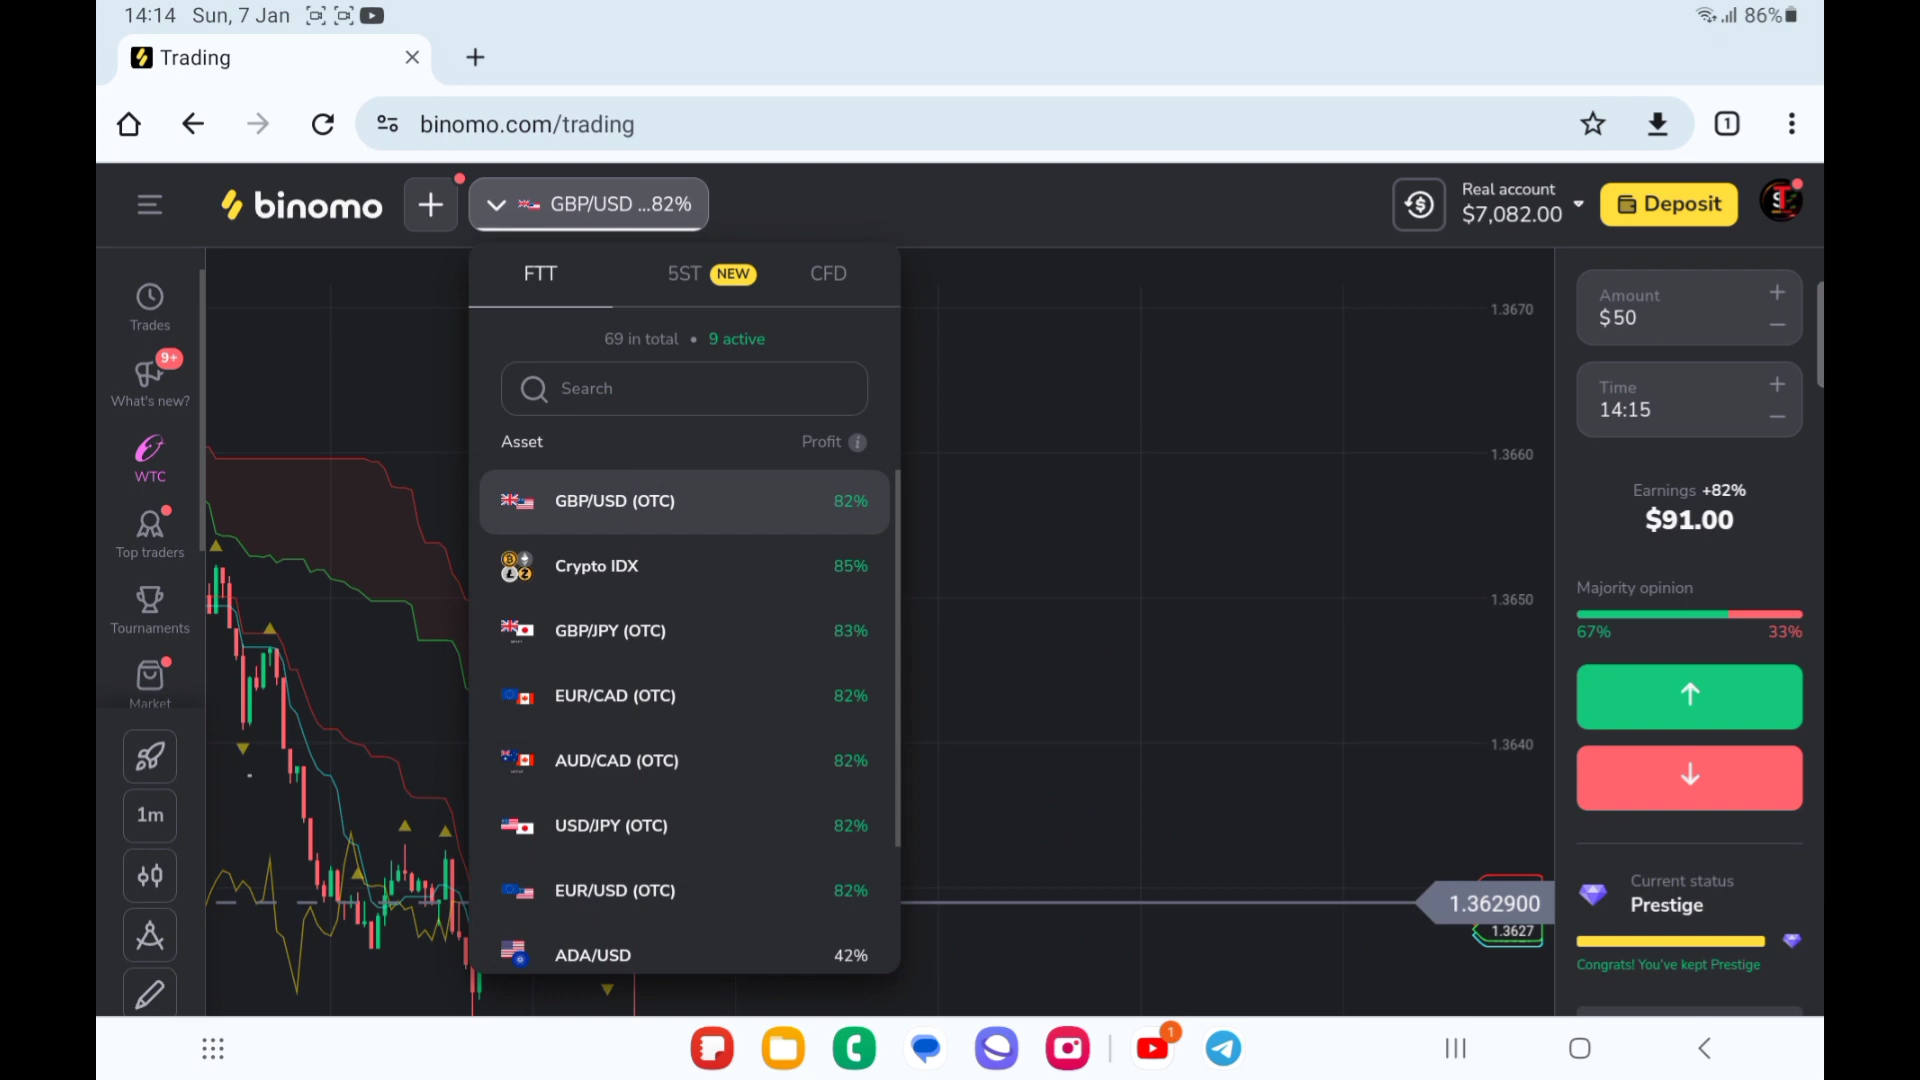 14:14 Sun, 7 Jan
86%
Trading
binomo.com/trading
1
binomo
GBP/USD ...82%
Real account
$7,082.00
Deposit
FTT
5ST NEW
CFD
69 in total • 9 active
Search
Asset
Profit
GBP/USD (OTC) 82%
Crypto IDX 85%
GBP/JPY (OTC) 83%
EUR/CAD (OTC) 82%
AUD/CAD (OTC) 82%
USD/JPY (OTC) 82%
EUR/USD (OTC) 82%
ADA/USD 42%
Trades
9+
What's new?
WTC
Top traders
Tournaments
Market
1m
1.3670
1.3660
1.3650
1.3640
1.362900
1.3627
Amount
$50
Time
14:15
Earnings +82%
$91.00
Majority opinion
67% 33%
Current status
Prestige
Congrats! You've kept Prestige
1